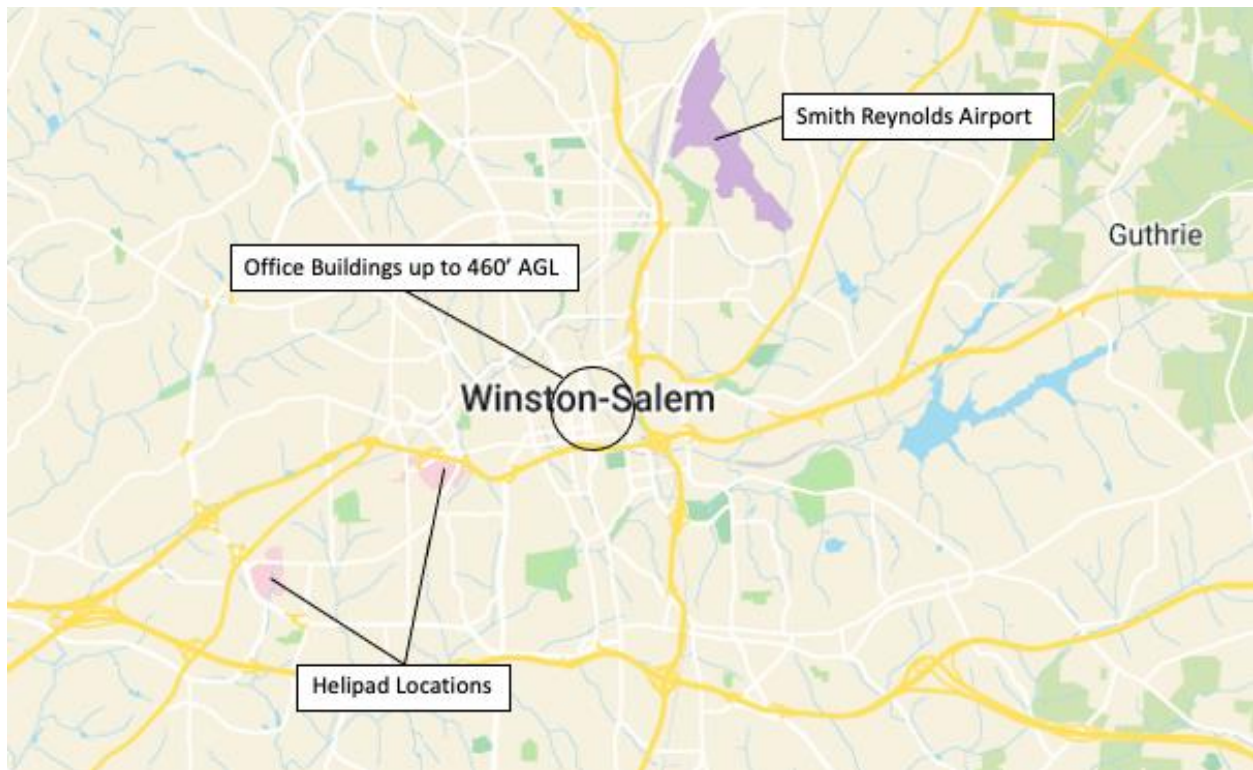 Smith Reynolds Airport
Guthrie
Office Buildings up to 460’ AGL
Winston-Salem
Helipad Locations